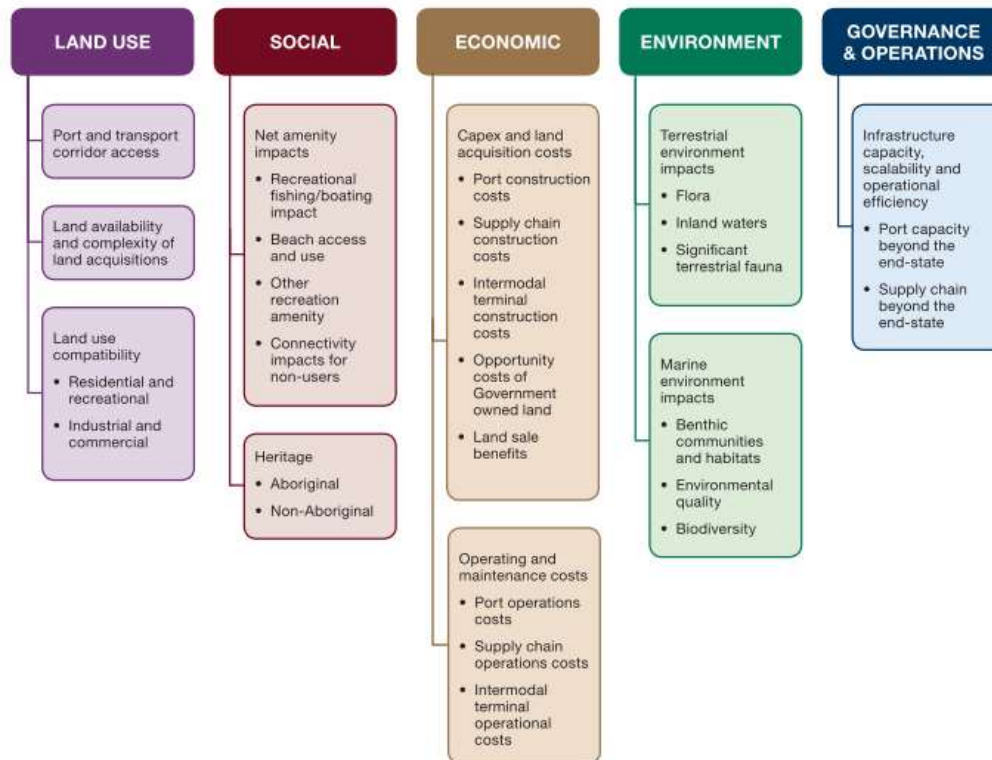 LAND USE
Port and transport
corridor access
Land availability
and complexity of
land acquisitions
Land use
compatibility
• Residential and
recreational
• Industrial and
commercial
SOCIAL
Net amenity
impacts
• Recreational
fishing/boating
impact
• Beach access
and use
• Other
recreation
amenity
• Connectivity
impacts for
non-users
Heritage
• Aboriginal
• Non-Aboriginal
ECONOMIC
Capex and land
acquisition costs
• Port construction
costs
• Supply chain
construction
costs
• Intermodal
terminal
construction
costs
• Opportunity
costs of
Government
owned land
• Land sale
benefits
Operating and
maintenance costs
• Port operations
costs
• Supply chain
operations costs
• Intermodal
terminal
operational
costs
ENVIRONMENT
Terrestrial
environment
impacts
• Flora
• Inland waters
• Significant
terrestrial fauna
Marine
environment
impacts
• Benthic
communities
and habitats
• Environmental
quality
• Biodiversity
GOVERNANCE
& OPERATIONS
Infrastructure
capacity,
scalability and
operational
efficiency
• Port capacity
beyond the
end-state
• Supply chain
beyond the
end-state